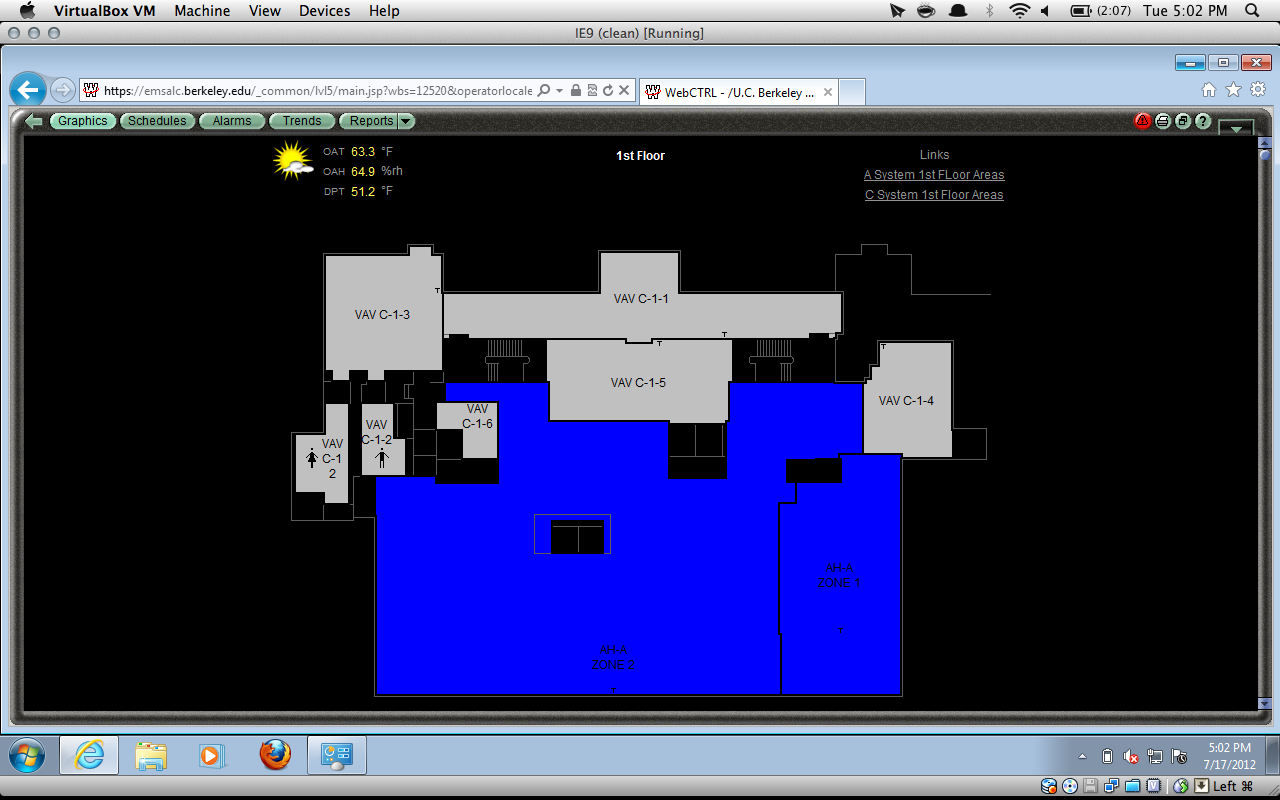 VirtualBox VM Machine View Devices Help
(2:07) Tue 5:02 PM
IE9 (clean) [Running]
https://emsalc.berkeley.edu/_common/lvl5/main.jsp?wbs=12520&operatorlocale
WebCTRL - /U.C. Berkeley ...
Graphics Schedules Alarms Trends Reports
OAT 63.3 °F
OAH 64.9 %rh
DPT 51.2 °F
1st Floor
Links
A System 1st FLoor Areas
C System 1st Floor Areas
VAV C-1-3
VAV C-1-1
VAV C-1-5
VAV C-1-4
VAV
C-1-6
VAV
C-1-2
VAV
C-1
2
AH-A
ZONE 1
AH-A
ZONE 2
5:02 PM
7/17/2012
Left ⌘